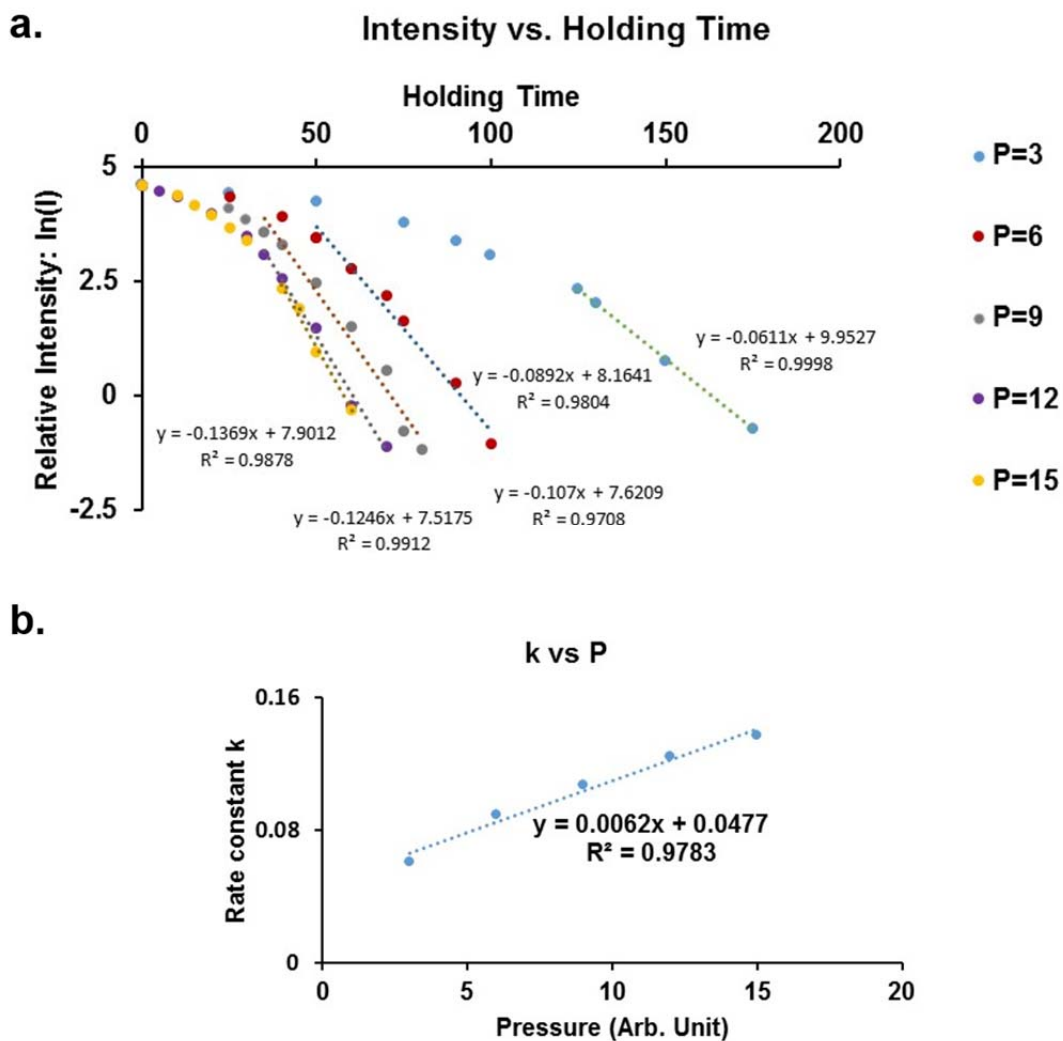 a.
Intensity vs. Holding Time
Holding Time
0 50 100 150 200
5
2.5
0
-2.5
Relative Intensity: ln(I)
y = -0.0611x + 9.9527
R² = 0.9998
y = -0.0892x + 8.1641
R² = 0.9804
y = -0.1369x + 7.9012
R² = 0.9878
y = -0.107x + 7.6209
R² = 0.9708
y = -0.1246x + 7.5175
R² = 0.9912
P=3
P=6
P=9
P=12
P=15
b.
k vs P
0.16
0.08
0
Rate constant k
y = 0.0062x + 0.0477
R² = 0.9783
0 5 10 15 20
Pressure (Arb. Unit)